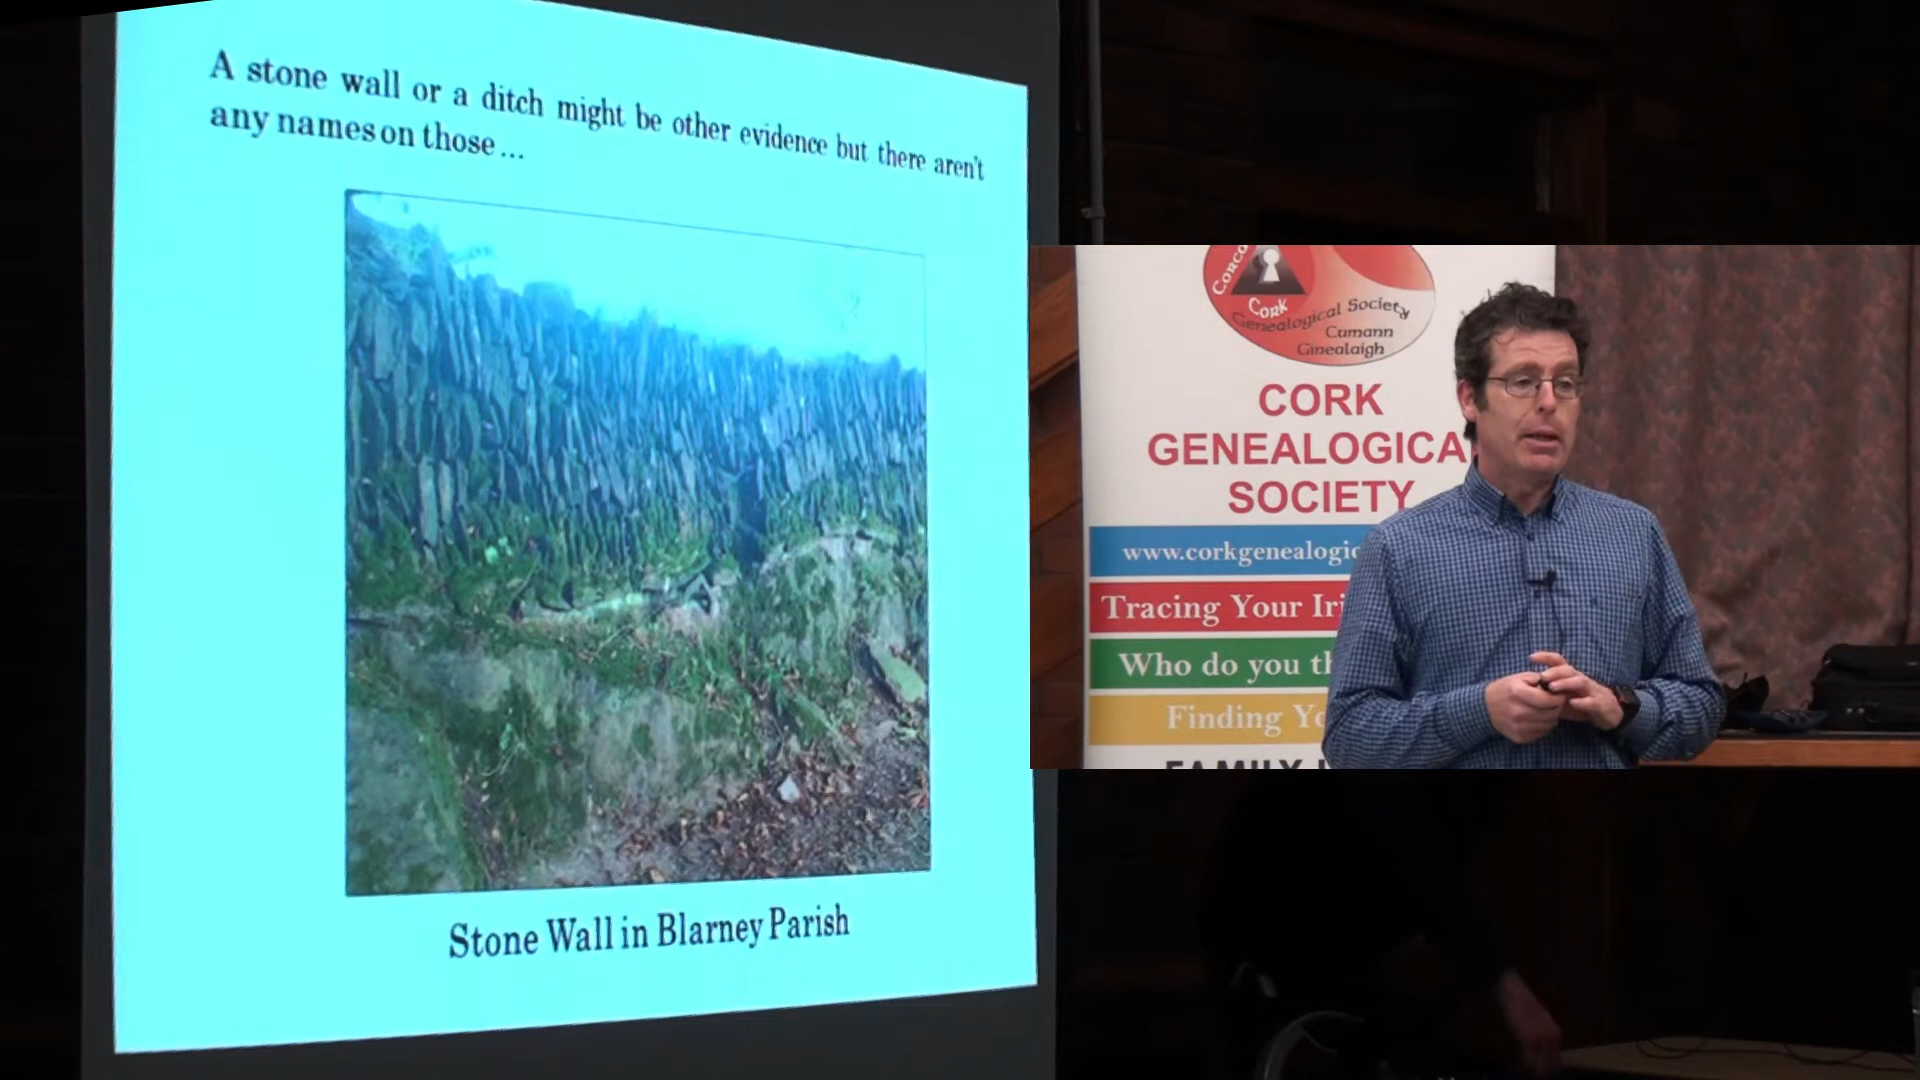 A stone wall or a ditch might be other evidence but there aren't
any names on those...
Stone Wall in Blarney Parish
Cork
Genealogical Society
Cumann
Ginealaigh
CORK
GENEALOGICA
SOCIETY
www.corkgenealogic
Tracing Your Iri
Who do you th
Finding Yo